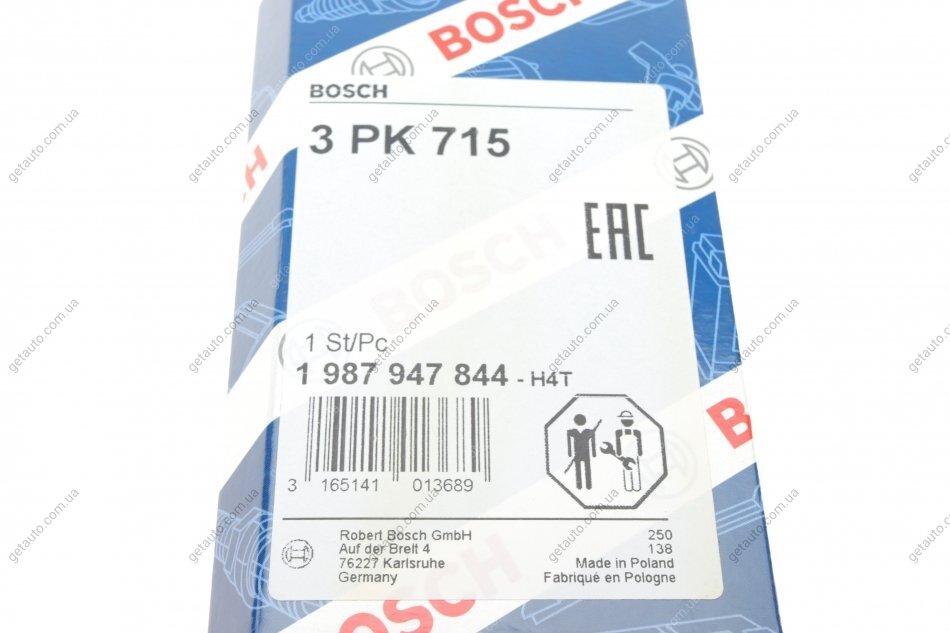 BOSCH
BOSCH
3 PK 715
EAC
BOSCH
1 St/Pc
1 987 947 844 - H4T
3 165141 013689
Robert Bosch GmbH
Auf der Breit 4
76227 Karlsruhe
Germany
250
138
Made in Poland
Fabriqué en Pologne
getauto.com.ua